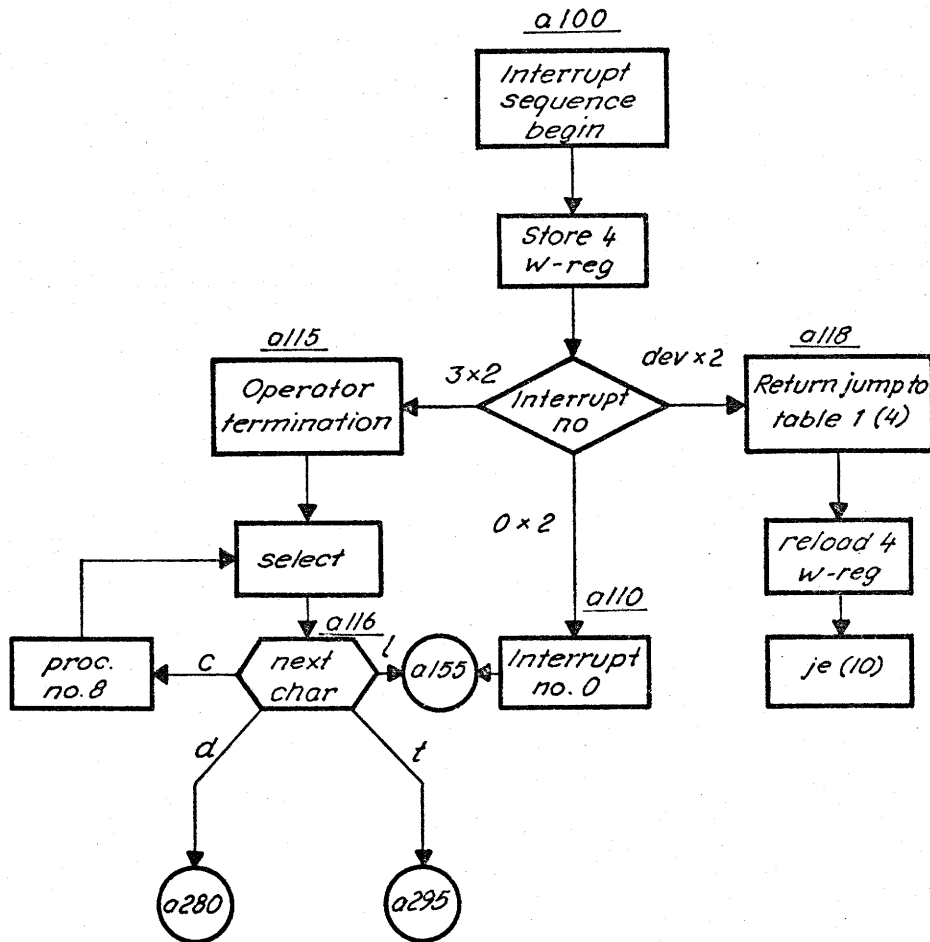 a100
Interrupt
sequence
begin
Store 4
w-reg
a115
3×2
dev×2
a118
Operator
termination
Interrupt
no
Return jump to
table 1 (4)
0×2
select
reload 4
w-reg
a110
a116
proc.
no. 8
c
next
char
l
a155
Interrupt
no. 0
je (10)
d
t
a280
a295